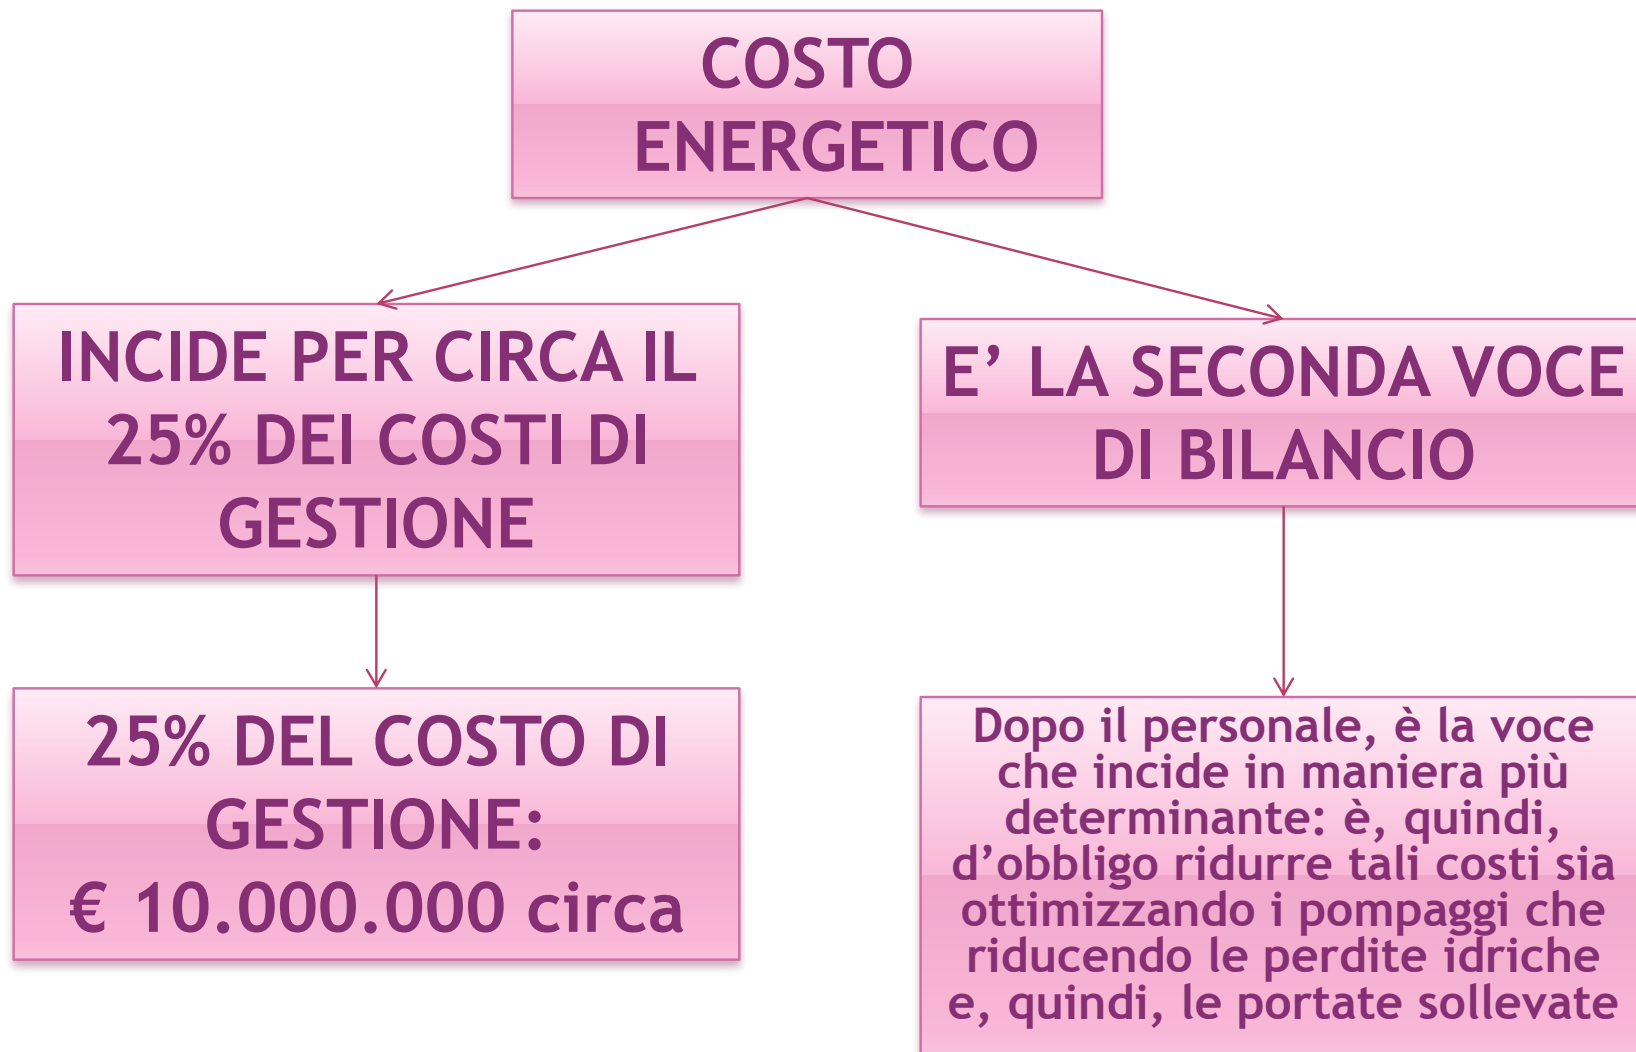 COSTO
ENERGETICO
INCIDE PER CIRCA IL
25% DEI COSTI DI
GESTIONE
E’ LA SECONDA VOCE
DI BILANCIO
25% DEL COSTO DI
GESTIONE:
€ 10.000.000 circa
Dopo il personale, è la voce
che incide in maniera più
determinante: è, quindi,
d’obbligo ridurre tali costi sia
ottimizzando i pompaggi che
riducendo le perdite idriche
e, quindi, le portate sollevate